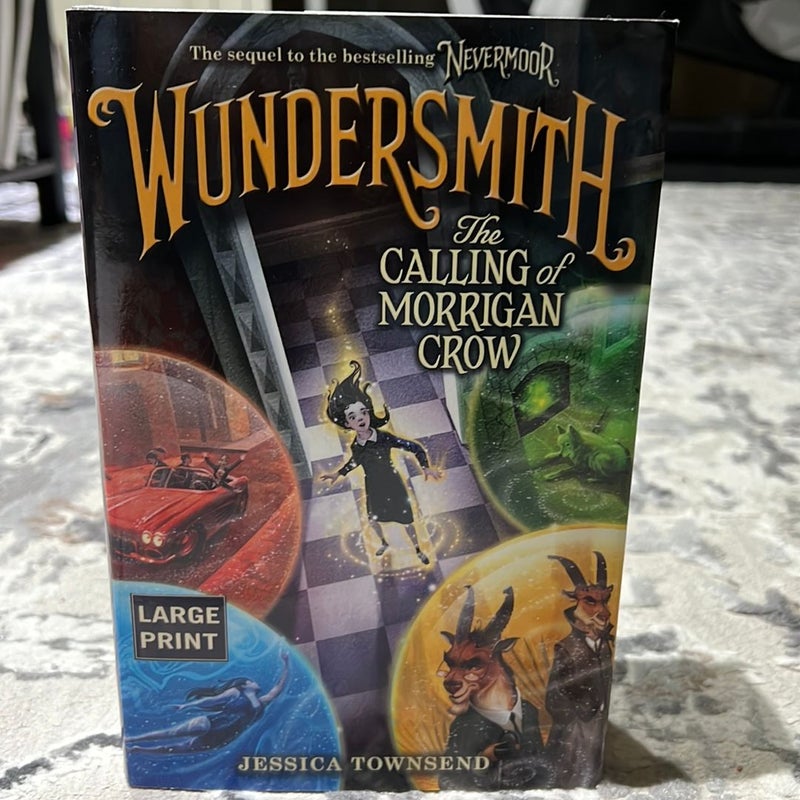 The sequel to the bestselling NEVERMOOR
WUNDERSMITH
The
CALLING of
MORRIGAN
CROW
LARGE
PRINT
JESSICA TOWNSEND